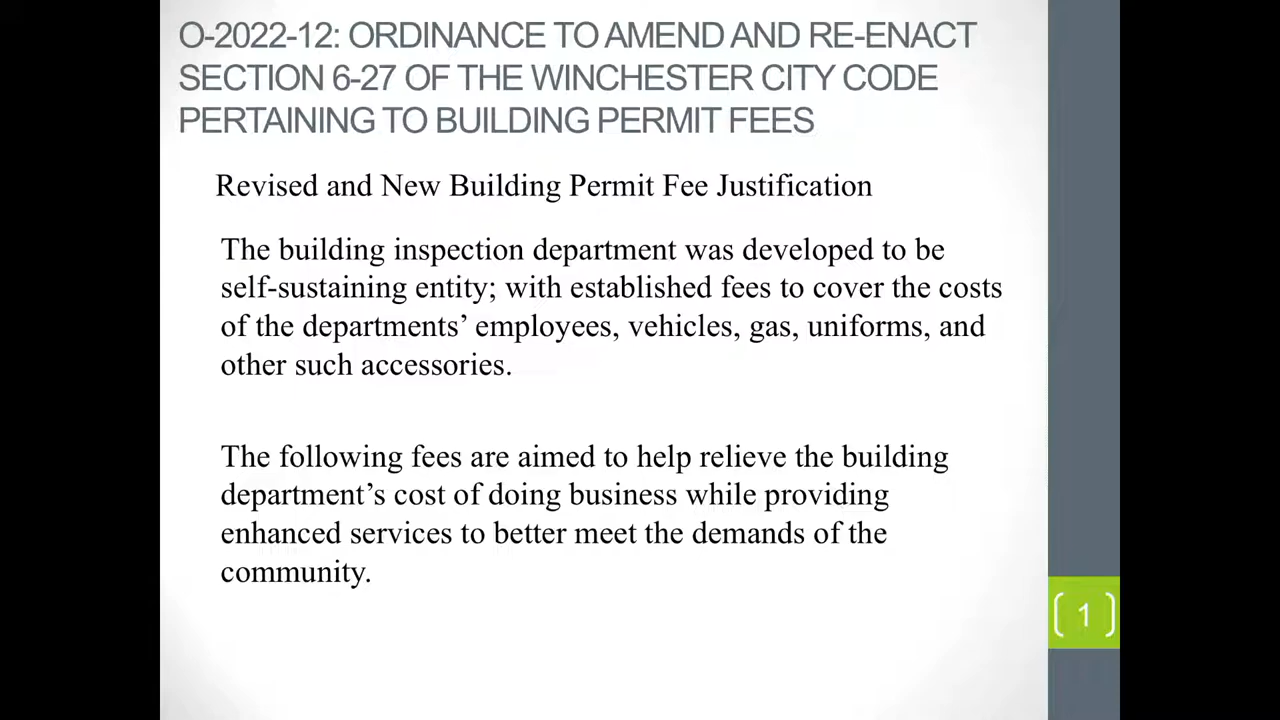 O-2022-12: ORDINANCE TO AMEND AND RE-ENACT
SECTION 6-27 OF THE WINCHESTER CITY CODE
PERTAINING TO BUILDING PERMIT FEES
Revised and New Building Permit Fee Justification
The building inspection department was developed to be
self-sustaining entity; with established fees to cover the costs
of the departments’ employees, vehicles, gas, uniforms, and
other such accessories.
The following fees are aimed to help relieve the building
department’s cost of doing business while providing
enhanced services to better meet the demands of the
community.
1